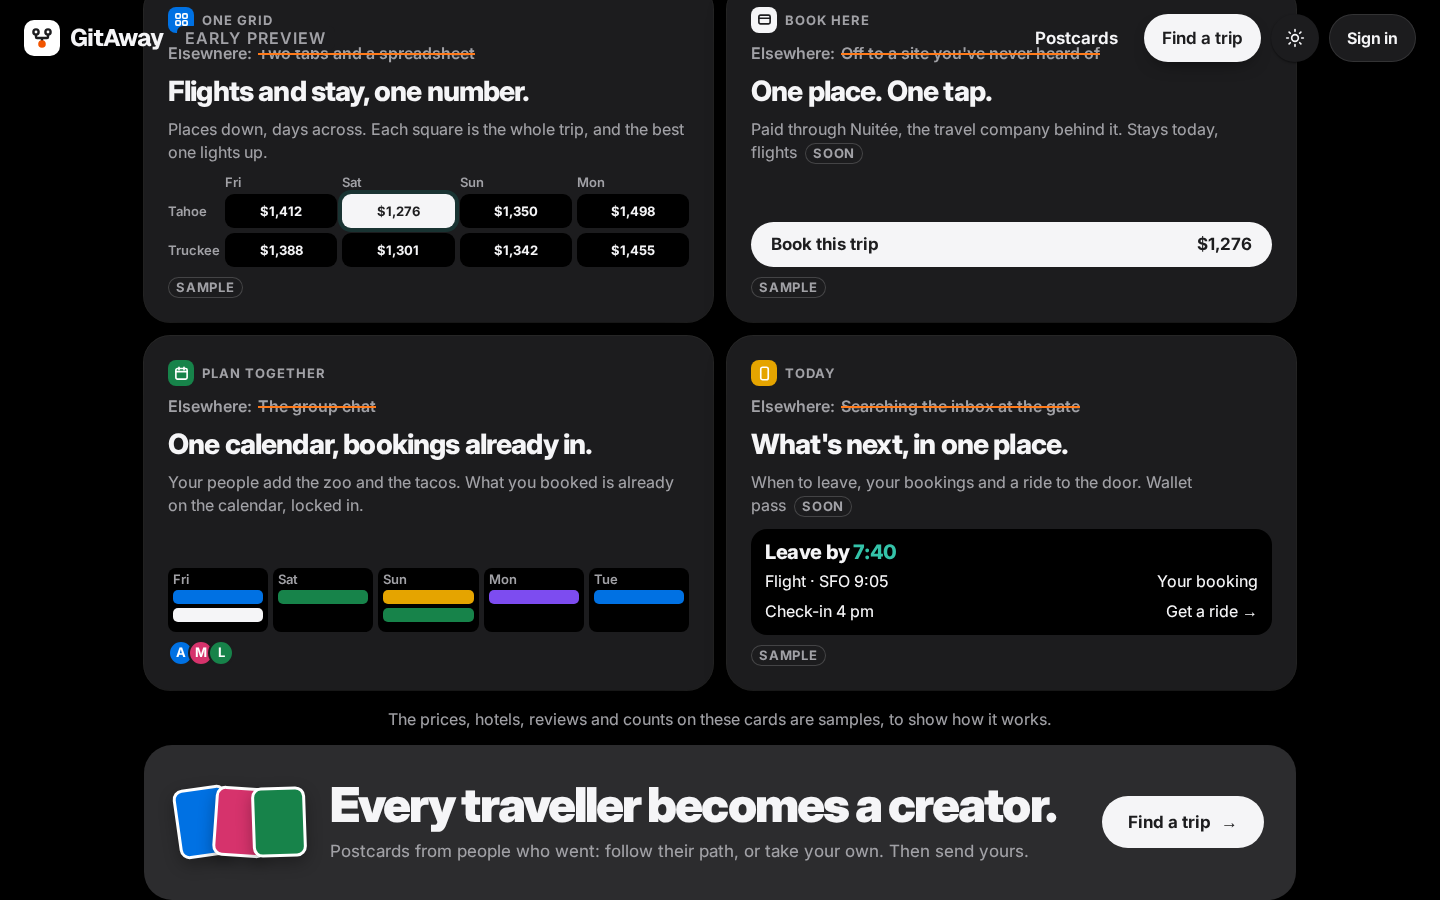 GitAway EARLY PREVIEW
Postcards
Find a trip
Sign in
ONE GRID
Elsewhere: Two tabs and a spreadsheet
Flights and stay, one number.
Places down, days across. Each square is the whole trip, and the best
one lights up.
Fri Sat Sun Mon
Tahoe $1,412 $1,276 $1,350 $1,498
Truckee $1,388 $1,301 $1,342 $1,455
SAMPLE
BOOK HERE
Elsewhere: Off to a site you've never heard of
One place. One tap.
Paid through Nuitée, the travel company behind it. Stays today,
flights SOON
Book this trip $1,276
SAMPLE
PLAN TOGETHER
Elsewhere: The group chat
One calendar, bookings already in.
Your people add the zoo and the tacos. What you booked is already
on the calendar, locked in.
Fri Sat Sun Mon Tue
A M L
TODAY
Elsewhere: Searching the inbox at the gate
What's next, in one place.
When to leave, your bookings and a ride to the door. Wallet
pass SOON
Leave by 7:40
Flight · SFO 9:05 Your booking
Check-in 4 pm Get a ride →
SAMPLE
The prices, hotels, reviews and counts on these cards are samples, to show how it works.
Every traveller becomes a creator.
Postcards from people who went: follow their path, or take your own. Then send yours.
Find a trip →